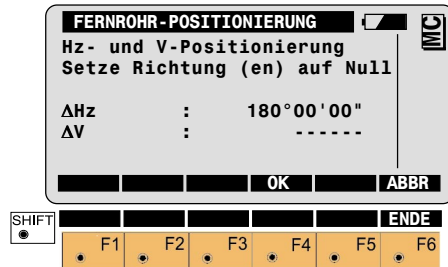 FERNROHR-POSITIONIERUNG
MC
Hz- und V-Positionierung
Setze Richtung (en) auf Null
ΔHz : 180°00'00"
ΔV : ------
OK ABBR
SHIFT ENDE
F1 F2 F3 F4 F5 F6